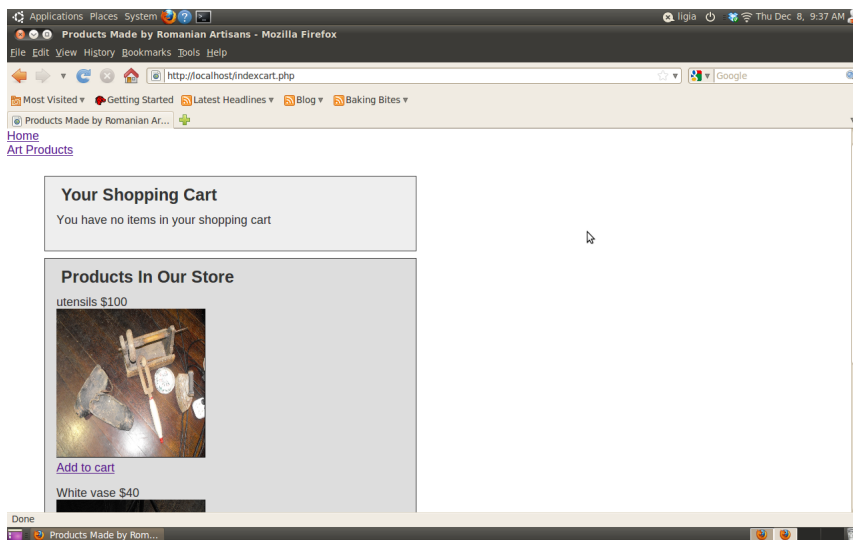 Applications Places System ligia Thu Dec 8, 9:37 AM
Products Made by Romanian Artisans - Mozilla Firefox
File Edit View History Bookmarks Tools Help
http://localhost/indexcart.php Google
Most Visited Getting Started Latest Headlines Blog Baking Bites
Products Made by Romanian Ar...
Home
Art Products
Your Shopping Cart
You have no items in your shopping cart
Products In Our Store
utensils $100
Add to cart
White vase $40
Done
Products Made by Rom...